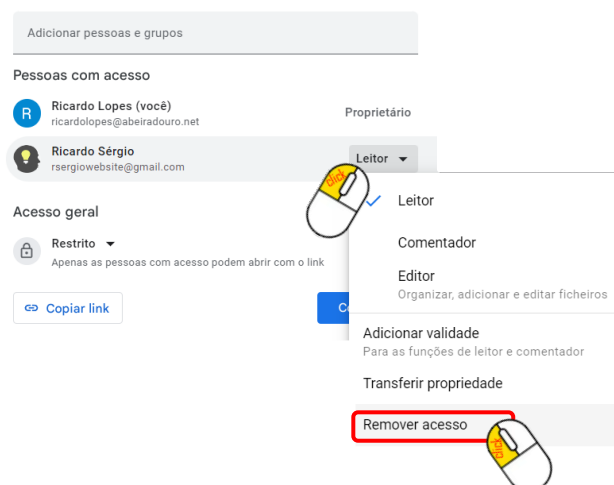 Adicionar pessoas e grupos
Pessoas com acesso
R
Ricardo Lopes (você)
ricardolopes@abeiradouro.net
Proprietário
Ricardo Sérgio
rsergiowebsite@gmail.com
Leitor
click
Leitor
Acesso geral
Comentador
Restrito
Apenas as pessoas com acesso podem abrir com o link
Editor
Organizar, adicionar e editar ficheiros
Copiar link
Adicionar validade
Para as funções de leitor e comentador
Transferir propriedade
Remover acesso
click